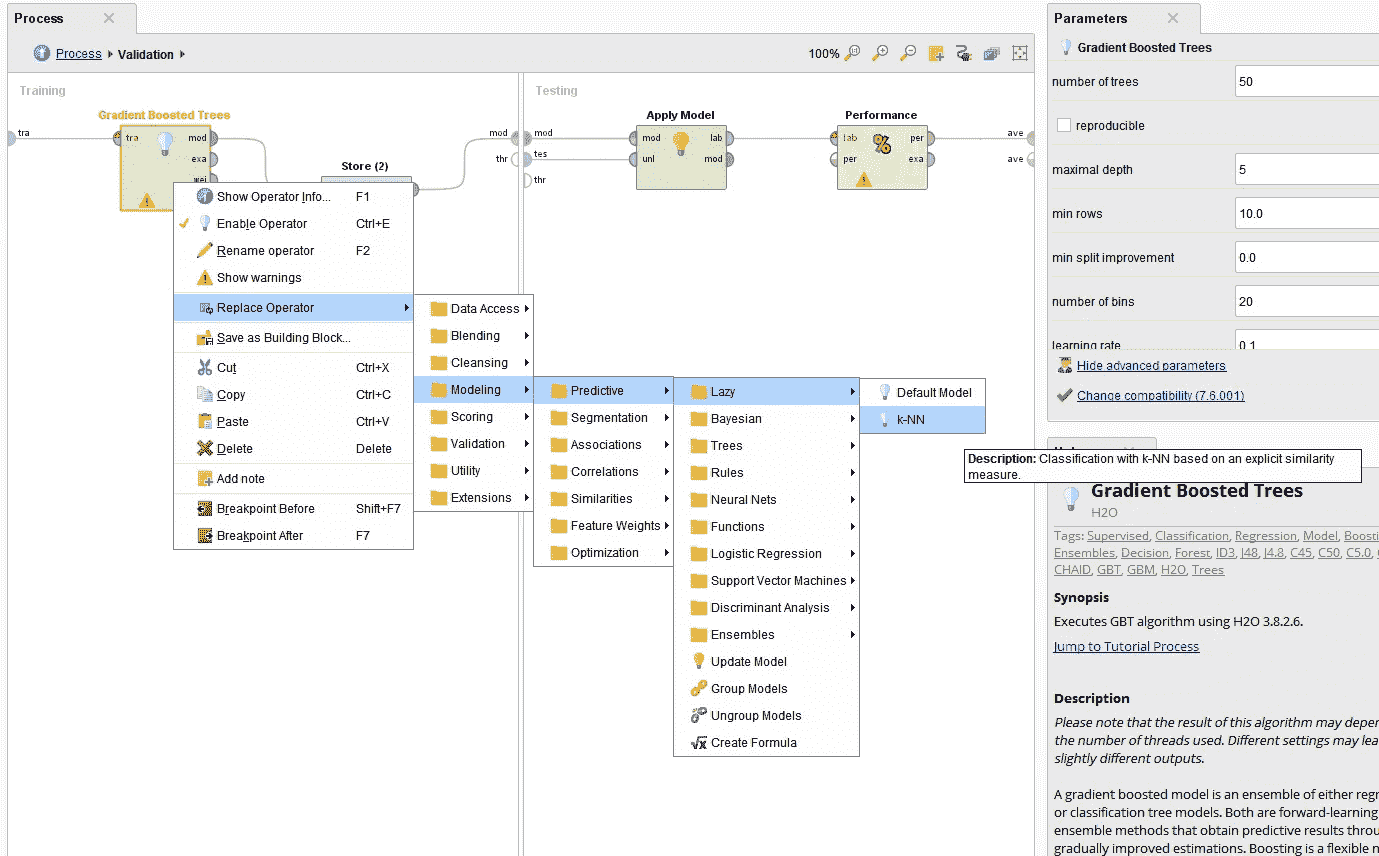 Process
Process Validation
100%
Training
Gradient Boosted Trees
tra
tra
mod
exa
wei
Store (2)
mod
thr
Testing
mod
tes
thr
Apply Model
mod
lab
unl
mod
Performance
lab
per
per
exa
ave
ave
Show Operator Info... F1
Enable Operator Ctrl+E
Rename operator F2
Show warnings
Replace Operator
Save as Building Block...
Cut Ctrl+X
Copy Ctrl+C
Paste Ctrl+V
Delete Delete
Add note
Breakpoint Before Shift+F7
Breakpoint After F7
Data Access
Blending
Cleansing
Modeling
Scoring
Validation
Utility
Extensions
Predictive
Segmentation
Associations
Correlations
Similarities
Feature Weights
Optimization
Lazy
Bayesian
Trees
Rules
Neural Nets
Functions
Logistic Regression
Support Vector Machines
Discriminant Analysis
Ensembles
Update Model
Group Models
Ungroup Models
Create Formula
Default Model
k-NN
Description: Classification with k-NN based on an explicit similarity
measure.
Parameters
Gradient Boosted Trees
number of trees 50
reproducible
maximal depth 5
min rows 10.0
min split improvement 0.0
number of bins 20
learning rate 0.1
Hide advanced parameters
Change compatibility (7.6.001)
Gradient Boosted Trees
H2O
Tags: Supervised, Classification, Regression, Model, Boosti
Ensembles, Decision, Forest, ID3, J48, J4.8, C45, C50, C5.0,
CHAID, GBT, GBM, H2O, Trees
Synopsis
Executes GBT algorithm using H2O 3.8.2.6.
Jump to Tutorial Process
Description
Please note that the result of this algorithm may depen
the number of threads used. Different settings may lea
slightly different outputs.
A gradient boosted model is an ensemble of either regr
or classification tree models. Both are forward-learning
ensemble methods that obtain predictive results throu
gradually improved estimations. Boosting is a flexible n